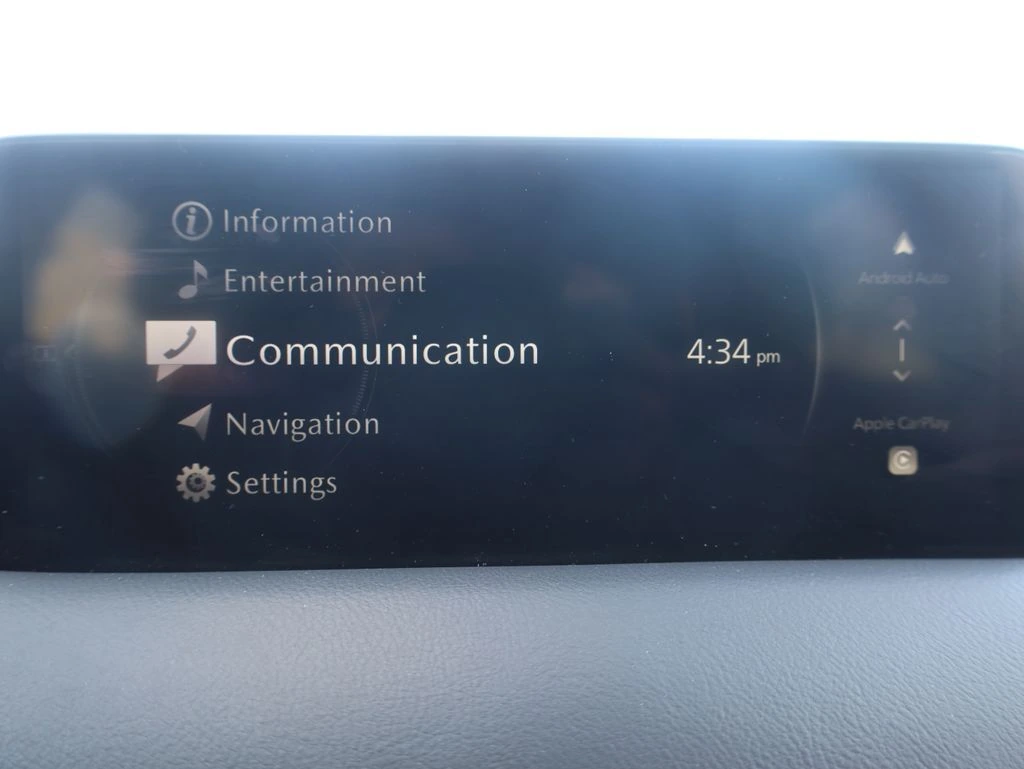 Information
Entertainment
Communication
4:34 pm
Navigation
Settings
Android Auto
Apple CarPlay